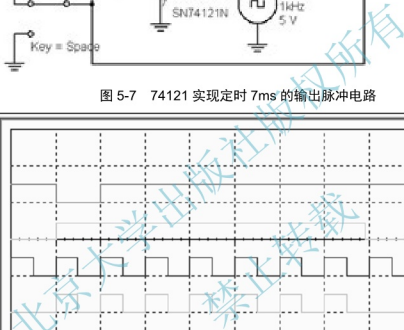 1kHz
SN74121N
5 V
Key = Space
图 5-7 74121 实现定时 7ms 的输出脉冲电路
北京大学出版社版权所有
禁止转载